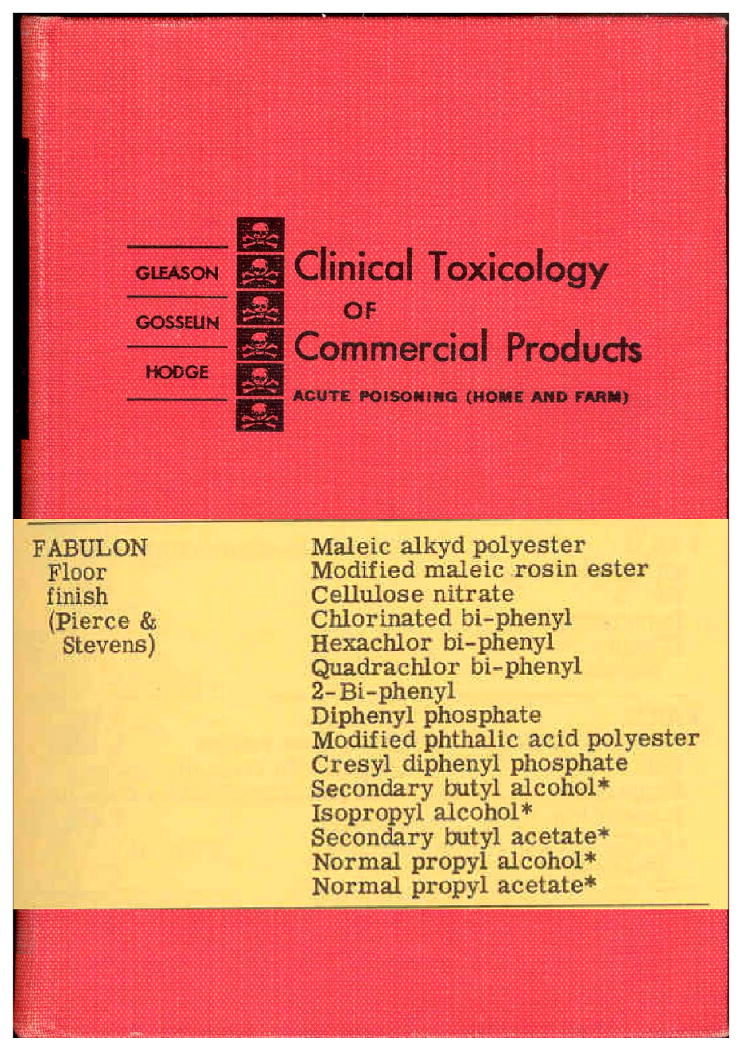 GLEASON
GOSSELIN
HODGE
Clinical Toxicology
OF
Commercial Products
ACUTE POISONING (HOME AND FARM)
FABULON
Floor
finish
(Pierce &
Stevens)
Maleic alkyd polyester
Modified maleic rosin ester
Cellulose nitrate
Chlorinated bi-phenyl
Hexachlor bi-phenyl
Quadrachlor bi-phenyl
2-Bi-phenyl
Diphenyl phosphate
Modified phthalic acid polyester
Cresyl diphenyl phosphate
Secondary butyl alcohol*
Isopropyl alcohol*
Secondary butyl acetate*
Normal propyl alcohol*
Normal propyl acetate*